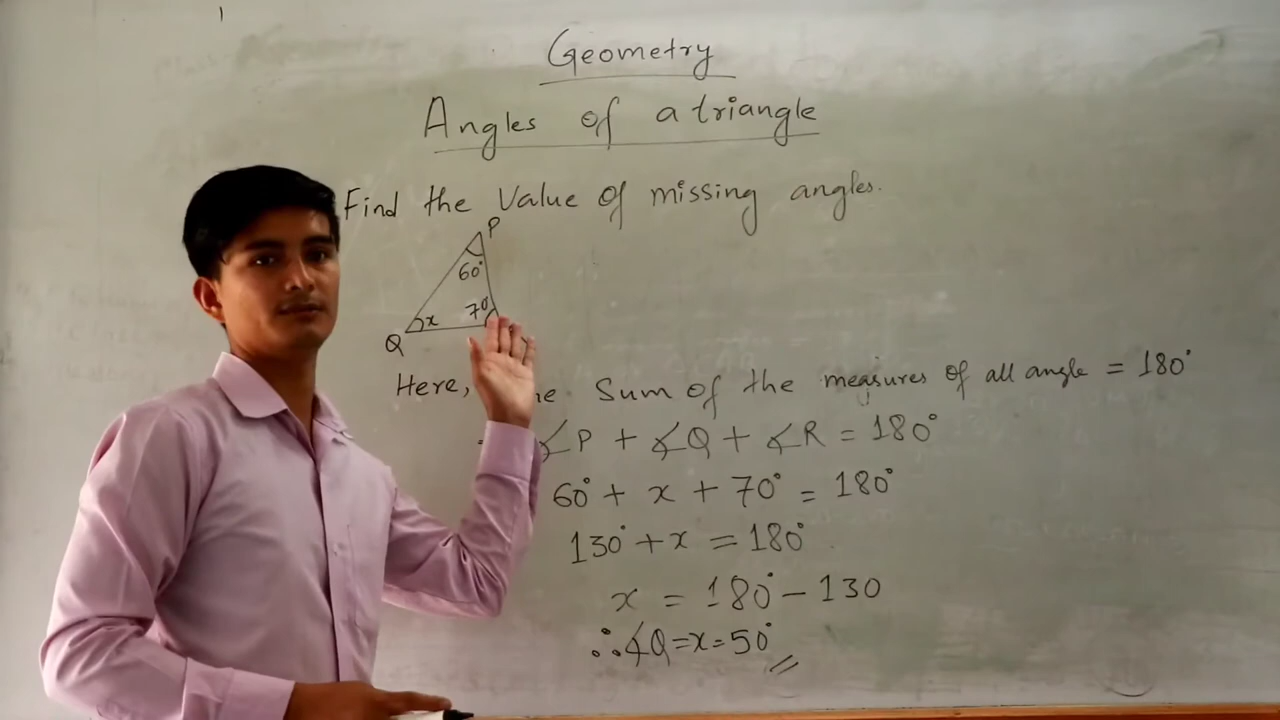 Geometry
Angles of a triangle
Find the value of missing angles.
P
60°
x 70°
Q
Here, Sum of the measures of all angle = 180°
∡P + ∡Q + ∡R = 180°
60° + x + 70° = 180°
130° + x = 180°
x = 180° - 130
∴ ∡Q = x = 50°